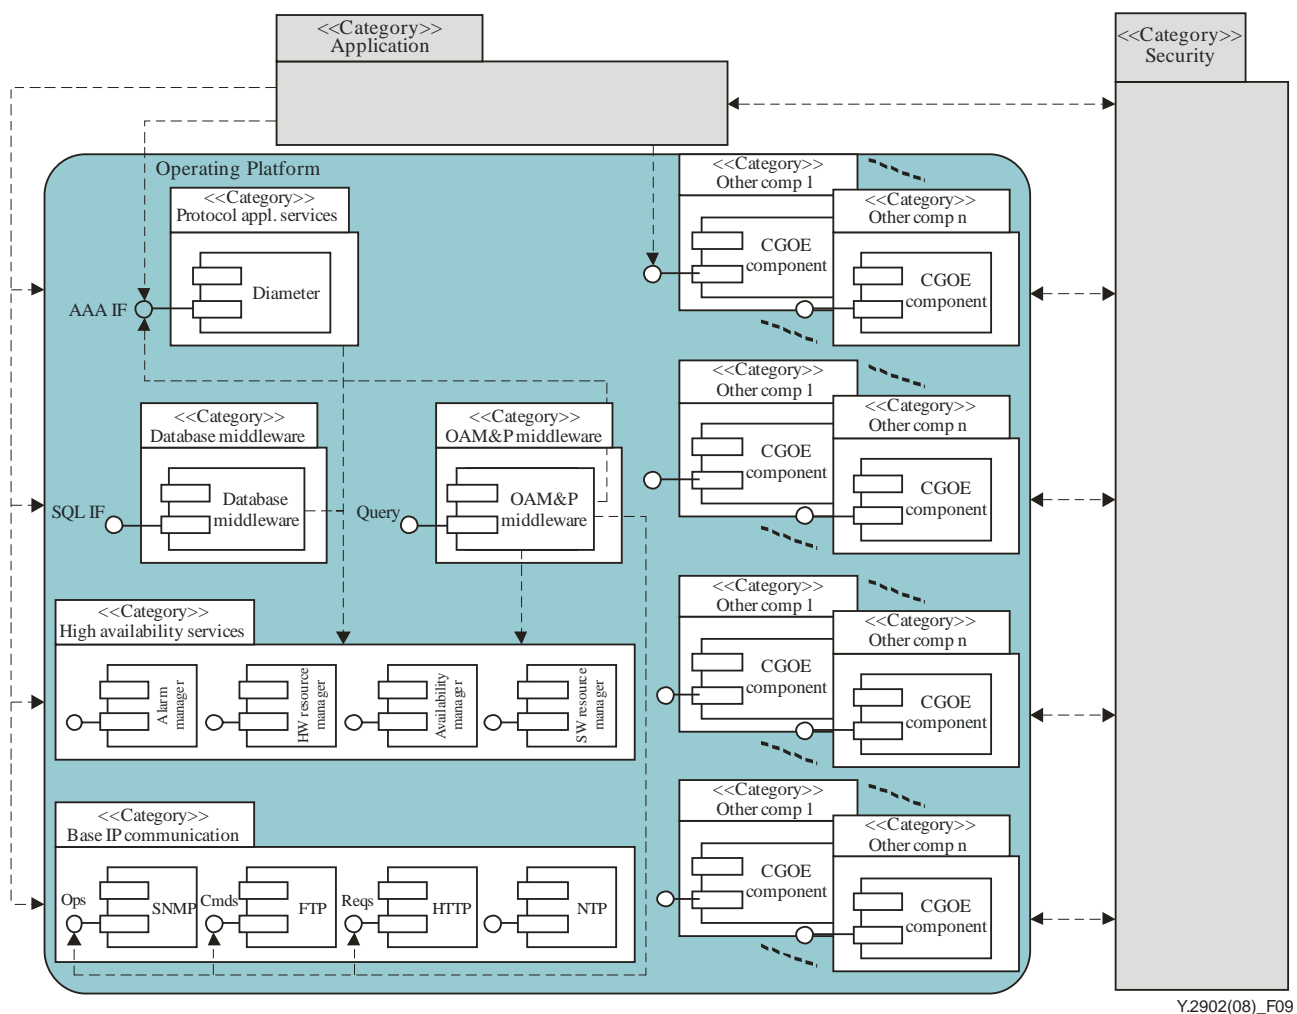 <<Category>>
Application
<<Category>>
Security
Operating Platform
<<Category>>
Protocol appl. services
Diameter
AAA IF
<<Category>>
Other comp 1
CGOE
component
<<Category>>
Other comp n
CGOE
component
<<Category>>
Database middleware
Database
middleware
SQL IF
<<Category>>
OAM&P middleware
OAM&P
middleware
Query
<<Category>>
Other comp 1
CGOE
component
<<Category>>
Other comp n
CGOE
component
<<Category>>
High availability services
Alarm
manager
HW resource
manager
Availability
manager
SW resource
manager
<<Category>>
Other comp 1
CGOE
component
<<Category>>
Other comp n
CGOE
component
<<Category>>
Base IP communication
Ops
SNMP
Cmds
FTP
Reqs
HTTP
NTP
<<Category>>
Other comp 1
CGOE
component
<<Category>>
Other comp n
CGOE
component
Y.2902(08)_F09